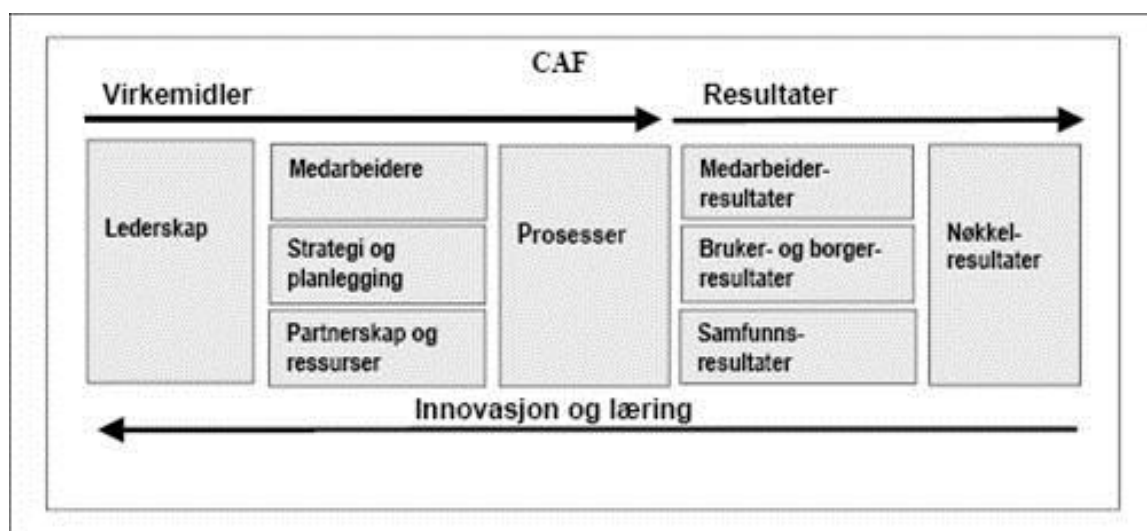 CAF
Virkemidler
Resultater
Lederskap
Medarbeidere
Strategi og
planlegging
Partnerskap og
ressurser
Prosesser
Medarbeider-
resultater
Bruker- og borger-
resultater
Samfunns-
resultater
Nøkkel-
resultater
Innovasjon og læring